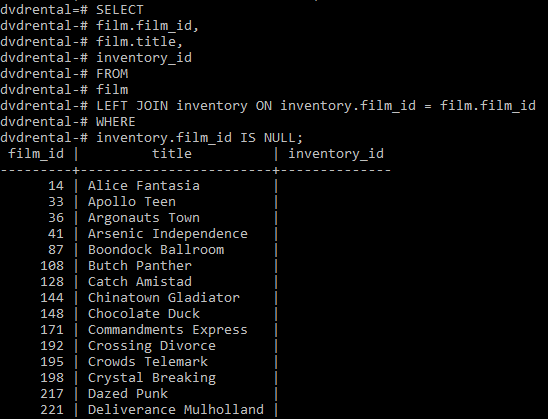 dvdrental=# SELECT
dvdrental-# film.film_id,
dvdrental-# film.title,
dvdrental-# inventory_id
dvdrental-# FROM
dvdrental-# film
dvdrental-# LEFT JOIN inventory ON inventory.film_id = film.film_id
dvdrental-# WHERE
dvdrental-# inventory.film_id IS NULL;
 film_id |          title          | inventory_id
---------+-------------------------+--------------
      14 | Alice Fantasia          |
      33 | Apollo Teen             |
      36 | Argonauts Town          |
      41 | Arsenic Independence    |
      87 | Boondock Ballroom       |
     108 | Butch Panther           |
     128 | Catch Amistad           |
     144 | Chinatown Gladiator     |
     148 | Chocolate Duck          |
     171 | Commandments Express    |
     192 | Crossing Divorce        |
     195 | Crowds Telemark         |
     198 | Crystal Breaking        |
     217 | Dazed Punk              |
     221 | Deliverance Mulholland  |